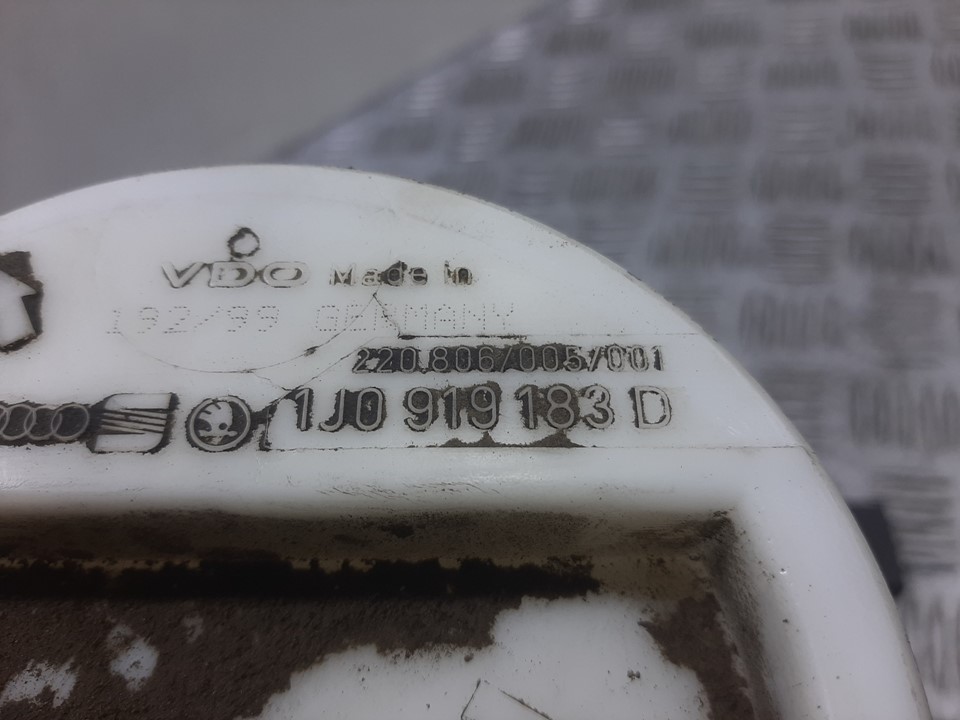 VDO Made in
192/99 GERMANY
220.806/005/001
1J0 919 183 D